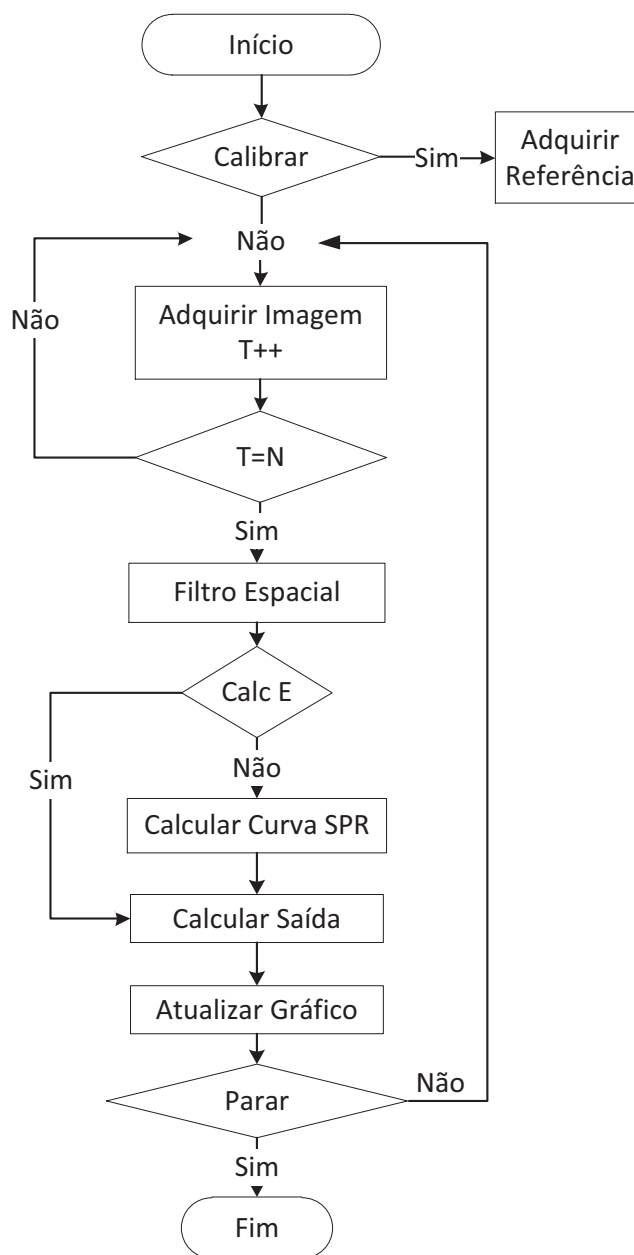 Início
Calibrar
Sim
Adquirir
Referência
Não
Não
Adquirir Imagem
T++
T=N
Sim
Filtro Espacial
Calc E
Sim
Não
Calcular Curva SPR
Calcular Saída
Atualizar Gráfico
Parar
Não
Sim
Fim